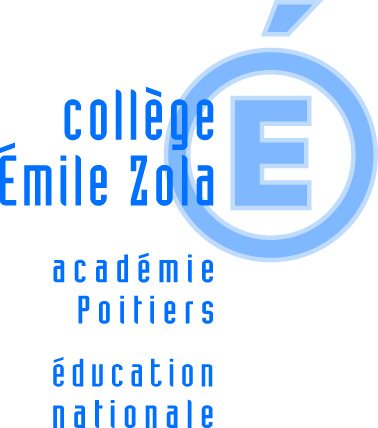 É
collège
Émile Zola
académie
Poitiers
éducation
nationale